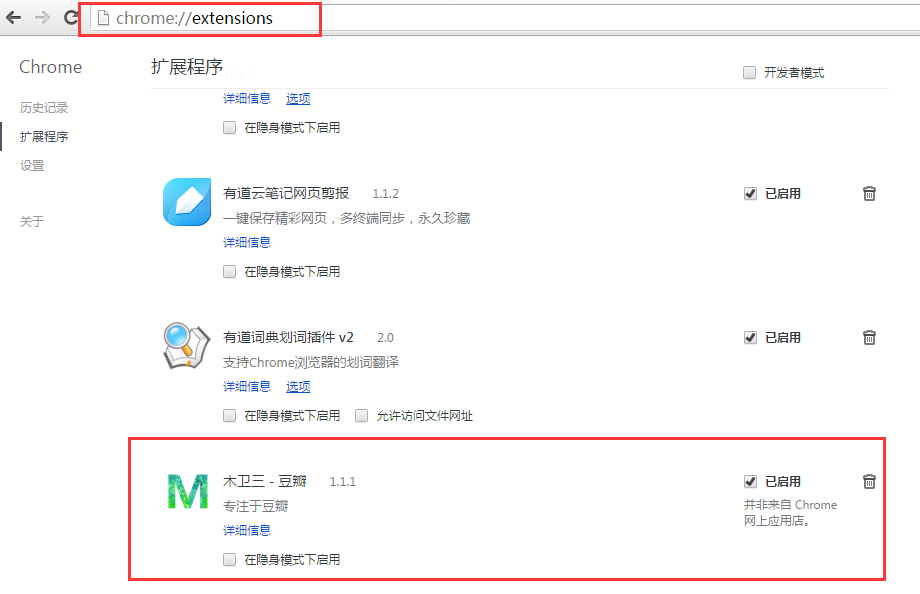 chrome://extensions
Chrome
扩展程序
开发者模式
历史记录
扩展程序
设置
关于
详细信息 选项
在隐身模式下启用
有道云笔记网页剪报 1.1.2 已启用
一键保存精彩网页，多终端同步，永久珍藏
详细信息
在隐身模式下启用
有道词典划词插件 v2 2.0 已启用
支持Chrome浏览器的划词翻译
详细信息 选项
在隐身模式下启用 允许访问文件网址
M
木卫三 - 豆瓣 1.1.1 已启用
专注于豆瓣
并非来自 Chrome
网上应用店。
详细信息
在隐身模式下启用